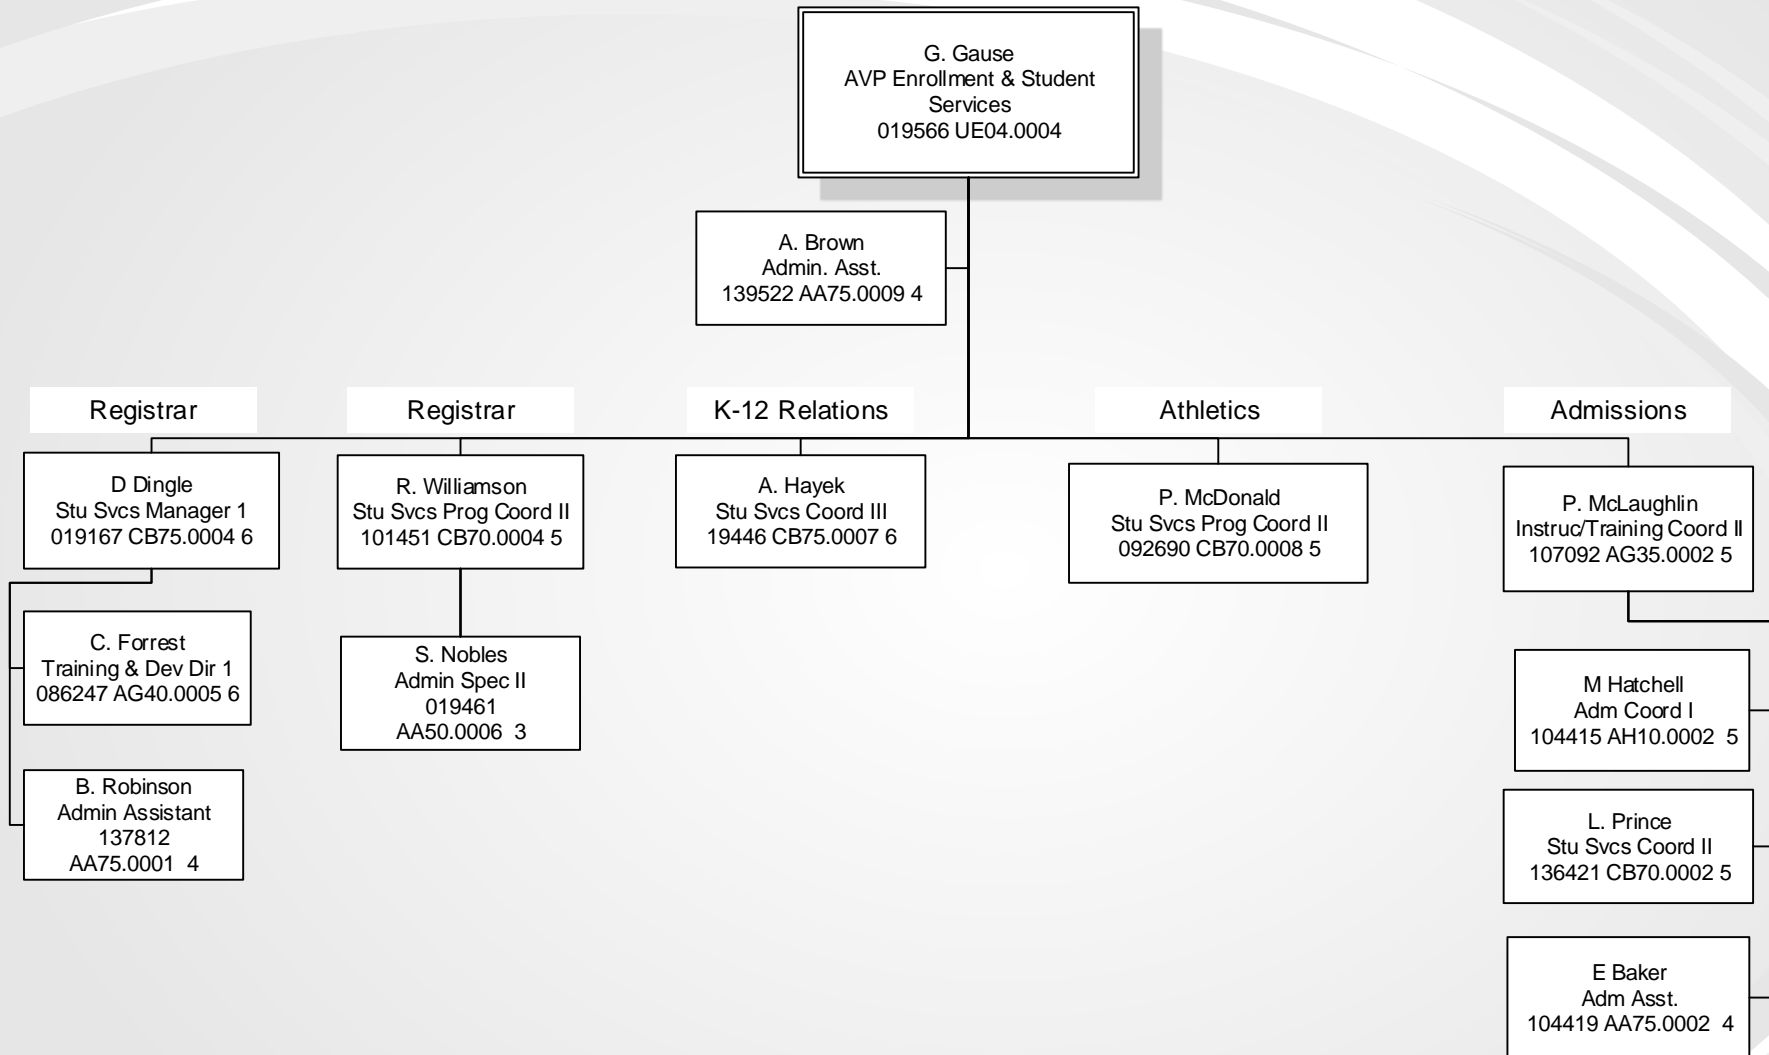 G. Gause
AVP Enrollment & Student
Services
019566 UE04.0004
A. Brown
Admin. Asst.
139522 AA75.0009 4
Registrar
Registrar
K-12 Relations
Athletics
Admissions
D Dingle
Stu Svcs Manager 1
019167 CB75.0004 6
R. Williamson
Stu Svcs Prog Coord II
101451 CB70.0004 5
A. Hayek
Stu Svcs Coord III
19446 CB75.0007 6
P. McDonald
Stu Svcs Prog Coord II
092690 CB70.0008 5
P. McLaughlin
Instruc/Training Coord II
107092 AG35.0002 5
C. Forrest
Training & Dev Dir 1
086247 AG40.0005 6
S. Nobles
Admin Spec II
019461
AA50.0006  3
M Hatchell
Adm Coord I
104415 AH10.0002  5
B. Robinson
Admin Assistant
137812
AA75.0001  4
L. Prince
Stu Svcs Coord II
136421 CB70.0002 5
E Baker
Adm Asst.
104419 AA75.0002  4